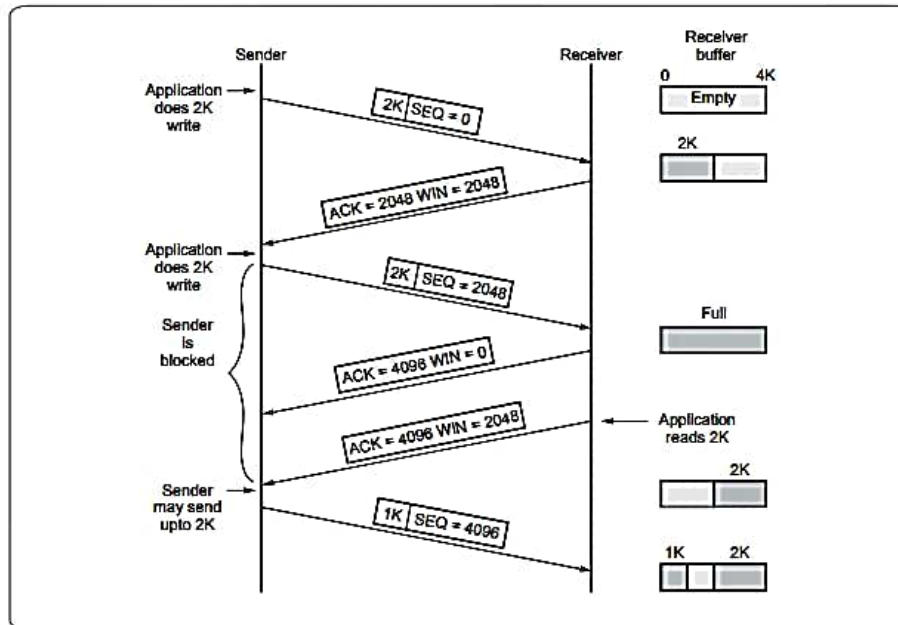 Sender
Receiver
Receiver
buffer
0 4K
Empty
Application
does 2K
write
2K SEQ = 0
2K
ACK = 2048 WIN = 2048
Application
does 2K
write
2K SEQ = 2048
Full
Sender
is
blocked
ACK = 4096 WIN = 0
Application
reads 2K
ACK = 4096 WIN = 2048
2K
Sender
may send
upto 2K
1K SEQ = 4096
1K 2K